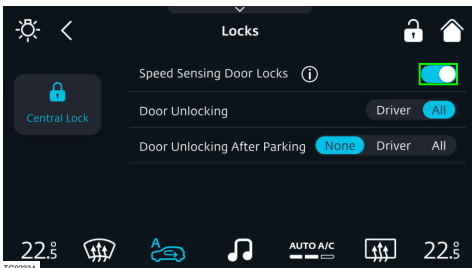 Locks
Speed Sensing Door Locks
Central Lock
Door Unlocking Driver All
Door Unlocking After Parking None Driver All
22.5 A AUTO A/C 22.5